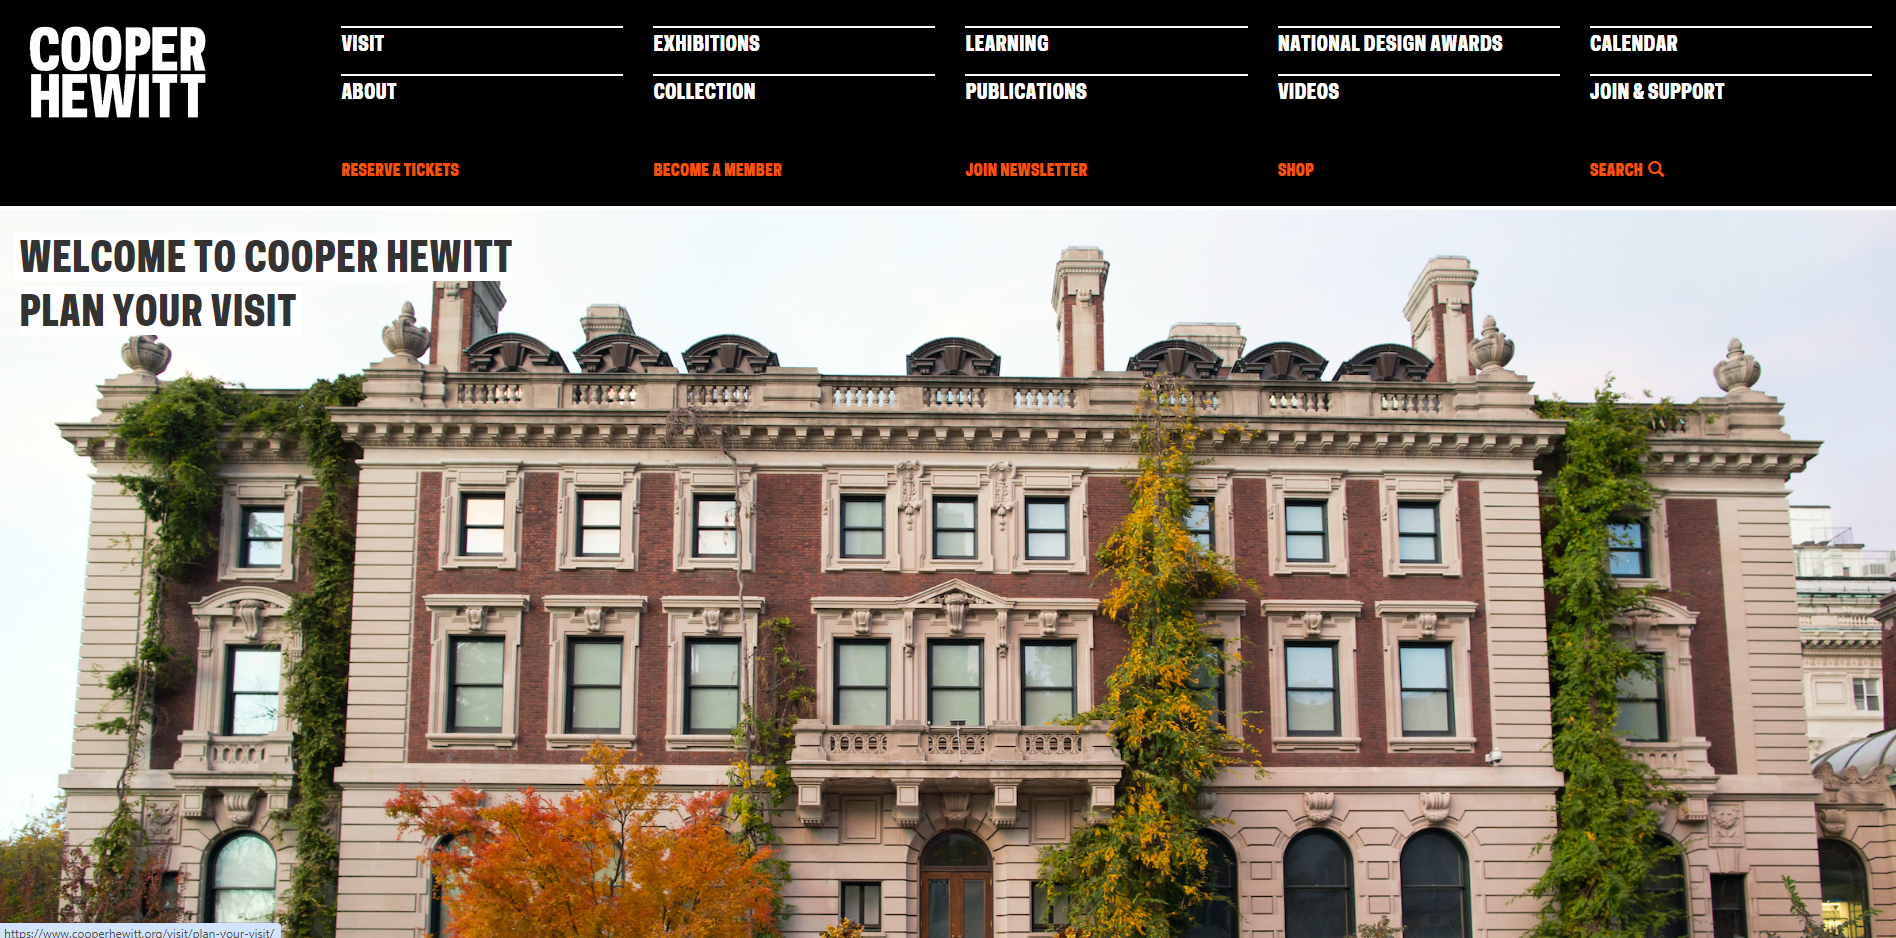 COOPER
HEWITT
VISIT
EXHIBITIONS
LEARNING
NATIONAL DESIGN AWARDS
CALENDAR
ABOUT
COLLECTION
PUBLICATIONS
VIDEOS
JOIN & SUPPORT
RESERVE TICKETS
BECOME A MEMBER
JOIN NEWSLETTER
SHOP
SEARCH
WELCOME TO COOPER HEWITT
PLAN YOUR VISIT
https://www.cooperhewitt.org/visit/plan-your-visit/